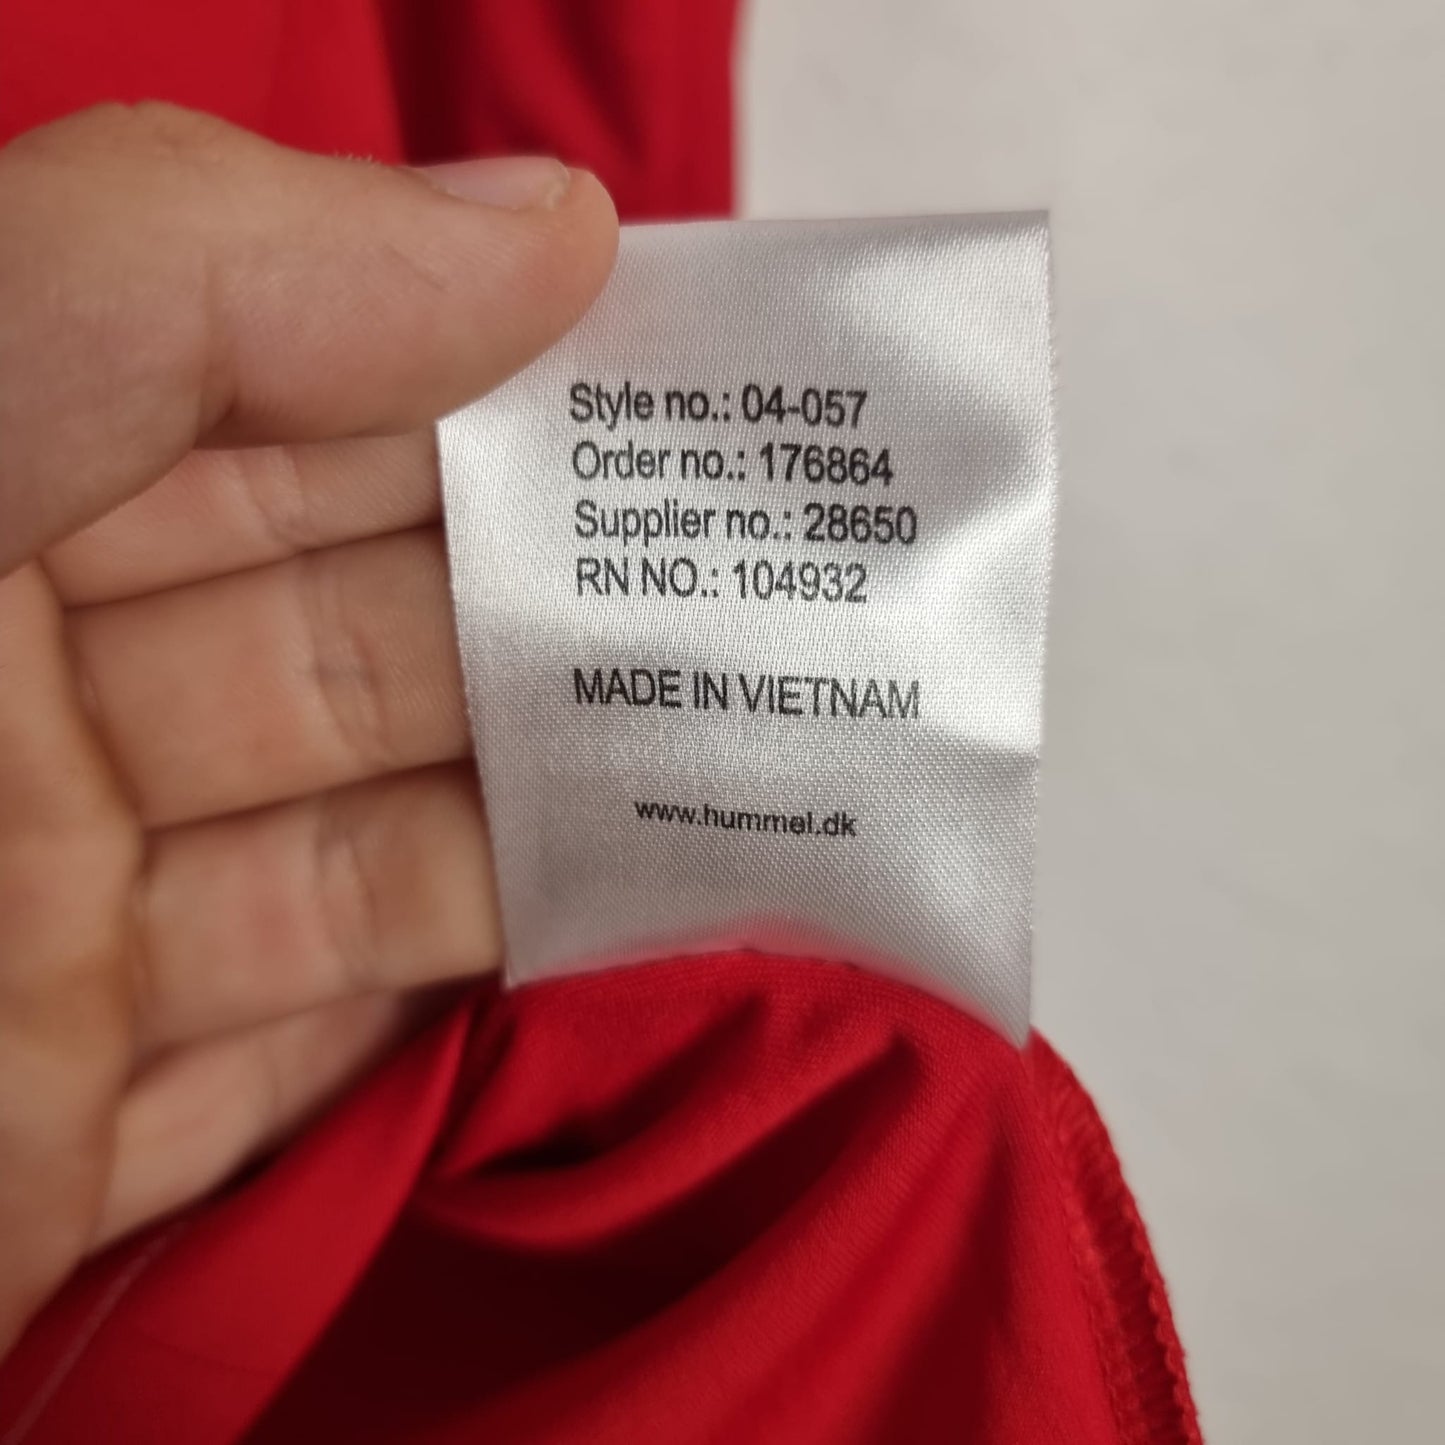 Style no.: 04-057
Order no.: 176864
Supplier no.: 28650
RN NO.: 104932
MADE IN VIETNAM
www.hummel.dk